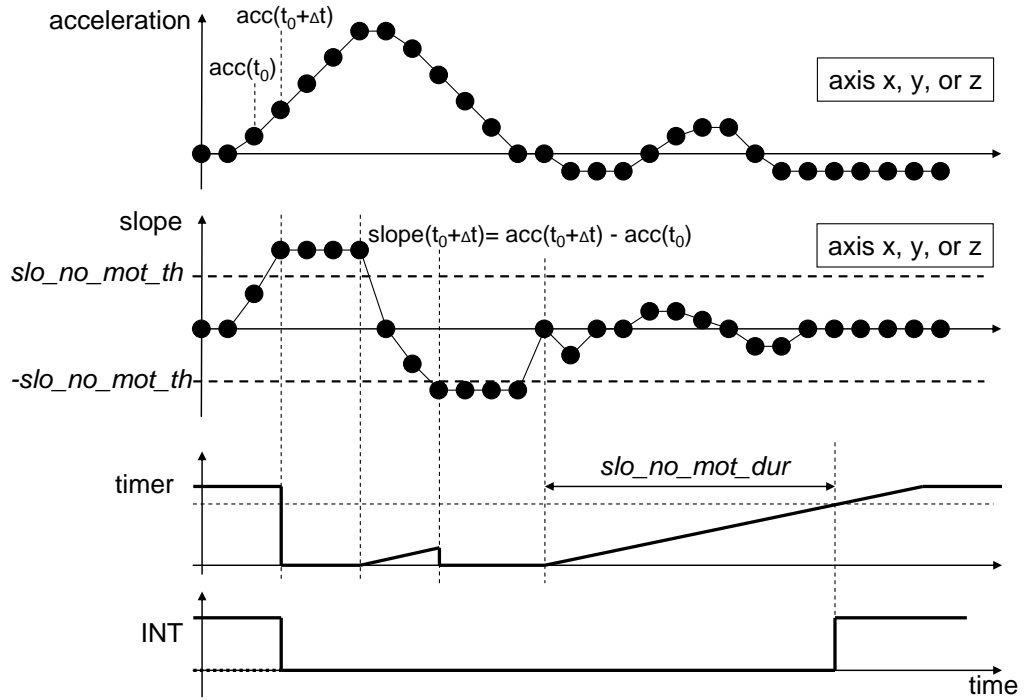 acceleration
acc(t0+Δt)
acc(t0)
axis x, y, or z
slope
slope(t0+Δt)= acc(t0+Δt) - acc(t0)
axis x, y, or z
slo_no_mot_th
-slo_no_mot_th
slo_no_mot_dur
timer
INT
time